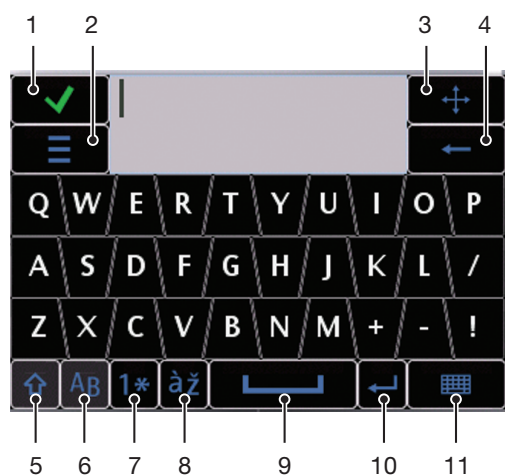 1 2 3 4
Q W E R T Y U I O P
A S D F G H J K L /
Z X C V B N M + - !
AB 1* àž
5 6 7 8 9 10 11